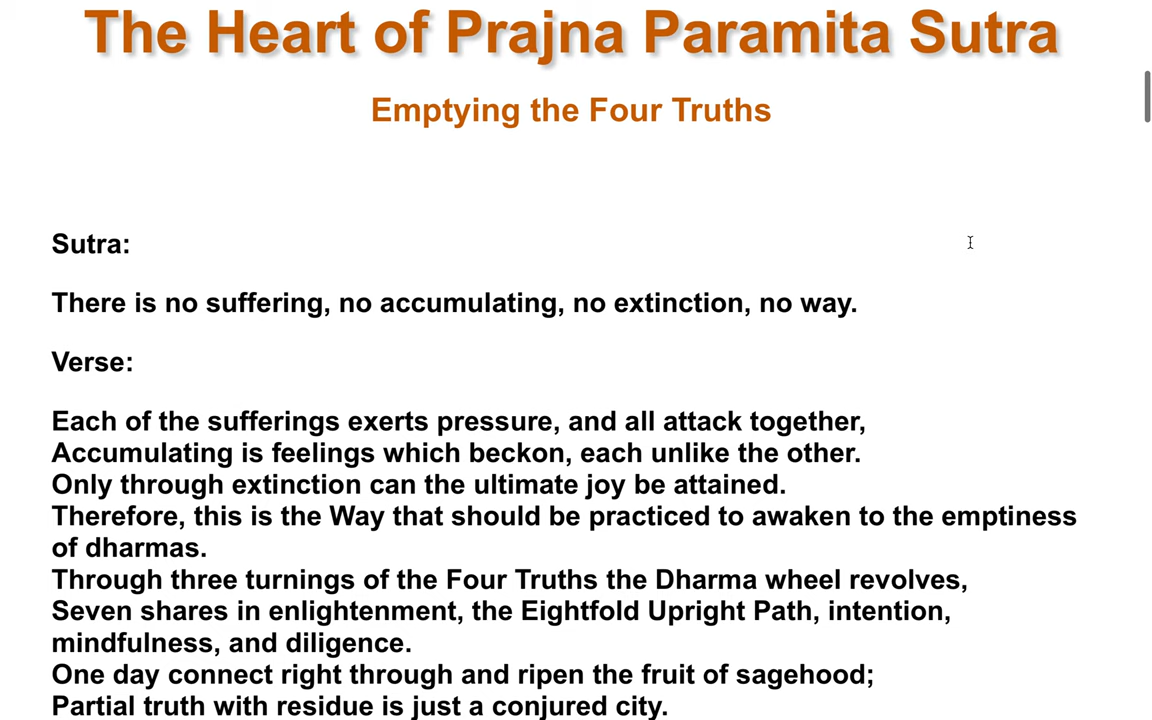 The Heart of Prajna Paramita Sutra
Emptying the Four Truths
Sutra:
There is no suffering, no accumulating, no extinction, no way.
Verse:
Each of the sufferings exerts pressure, and all attack together,
Accumulating is feelings which beckon, each unlike the other.
Only through extinction can the ultimate joy be attained.
Therefore, this is the Way that should be practiced to awaken to the emptiness
of dharmas.
Through three turnings of the Four Truths the Dharma wheel revolves,
Seven shares in enlightenment, the Eightfold Upright Path, intention,
mindfulness, and diligence.
One day connect right through and ripen the fruit of sagehood;
Partial truth with residue is just a conjured city.